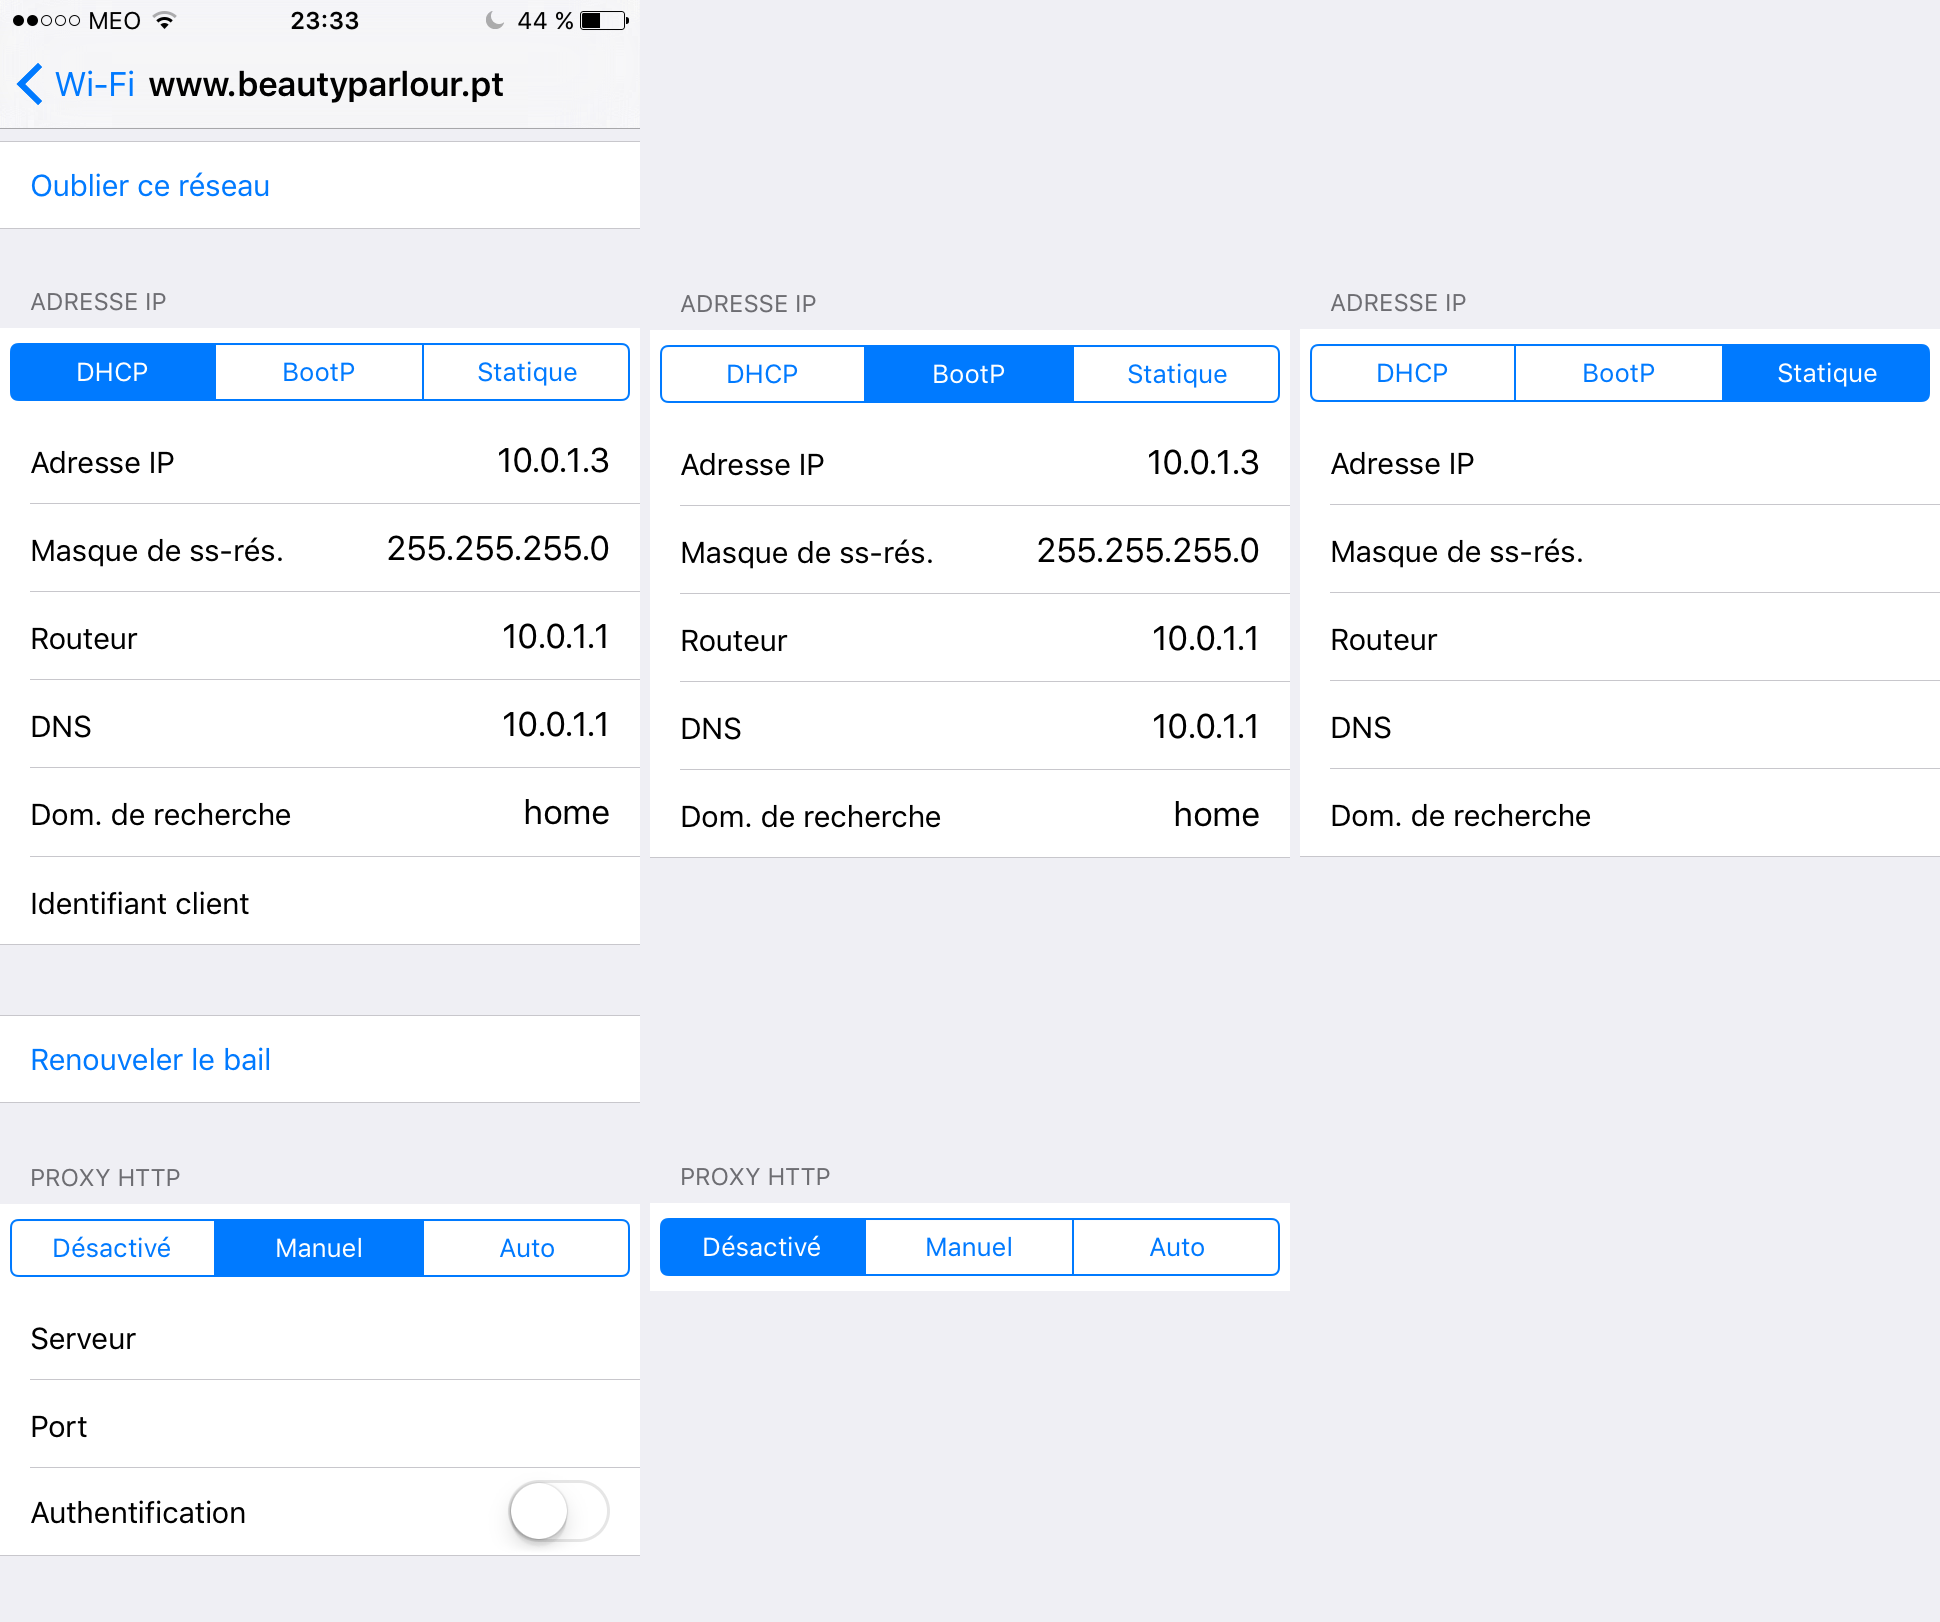 MEO 23:33 44 %
Wi-Fi www.beautyparlour.pt
Oublier ce réseau
ADRESSE IP
DHCP BootP Statique
Adresse IP 10.0.1.3
Masque de ss-rés. 255.255.255.0
Routeur 10.0.1.1
DNS 10.0.1.1
Dom. de recherche home
Identifiant client
Renouveler le bail
PROXY HTTP
Désactivé Manuel Auto
Serveur
Port
Authentification
ADRESSE IP
DHCP BootP Statique
Adresse IP 10.0.1.3
Masque de ss-rés. 255.255.255.0
Routeur 10.0.1.1
DNS 10.0.1.1
Dom. de recherche home
PROXY HTTP
Désactivé Manuel Auto
ADRESSE IP
DHCP BootP Statique
Adresse IP
Masque de ss-rés.
Routeur
DNS
Dom. de recherche